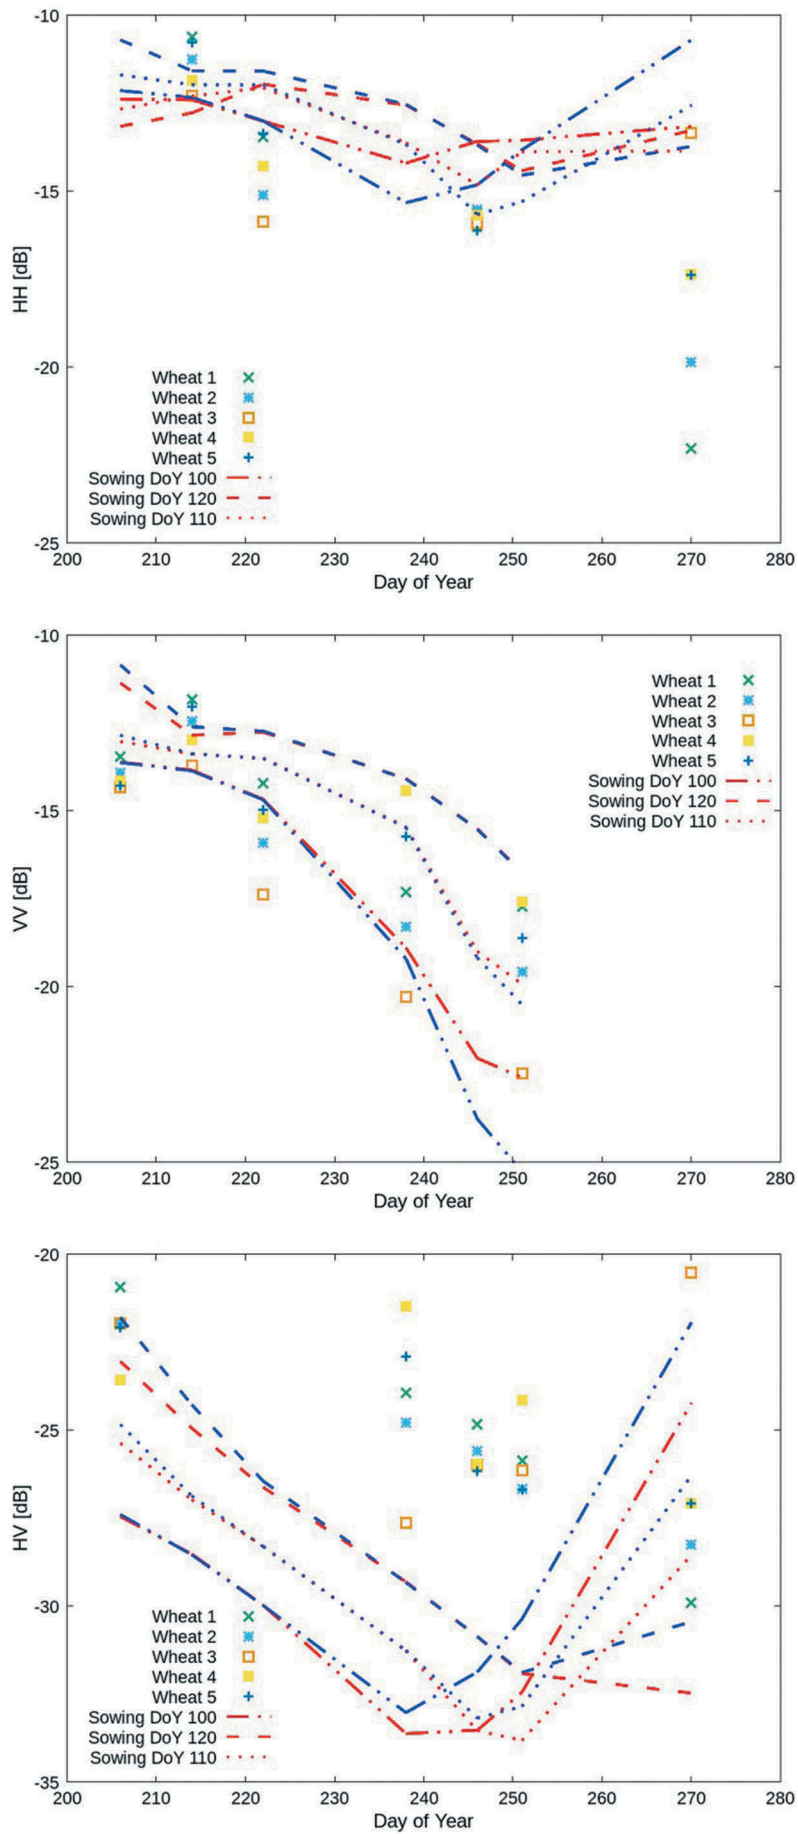 -10
-15
-20
-25
HH [dB]
Wheat 1
Wheat 2
Wheat 3
Wheat 4
Wheat 5
Sowing DoY 100
Sowing DoY 120
Sowing DoY 110
200 210 220 230 240 250 260 270 280
Day of Year
-10
-15
-20
-25
VV [dB]
Wheat 1
Wheat 2
Wheat 3
Wheat 4
Wheat 5
Sowing DoY 100
Sowing DoY 120
Sowing DoY 110
200 210 220 230 240 250 260 270 280
Day of Year
-20
-25
-30
-35
HV [dB]
Wheat 1
Wheat 2
Wheat 3
Wheat 4
Wheat 5
Sowing DoY 100
Sowing DoY 120
Sowing DoY 110
200 210 220 230 240 250 260 270 280
Day of Year